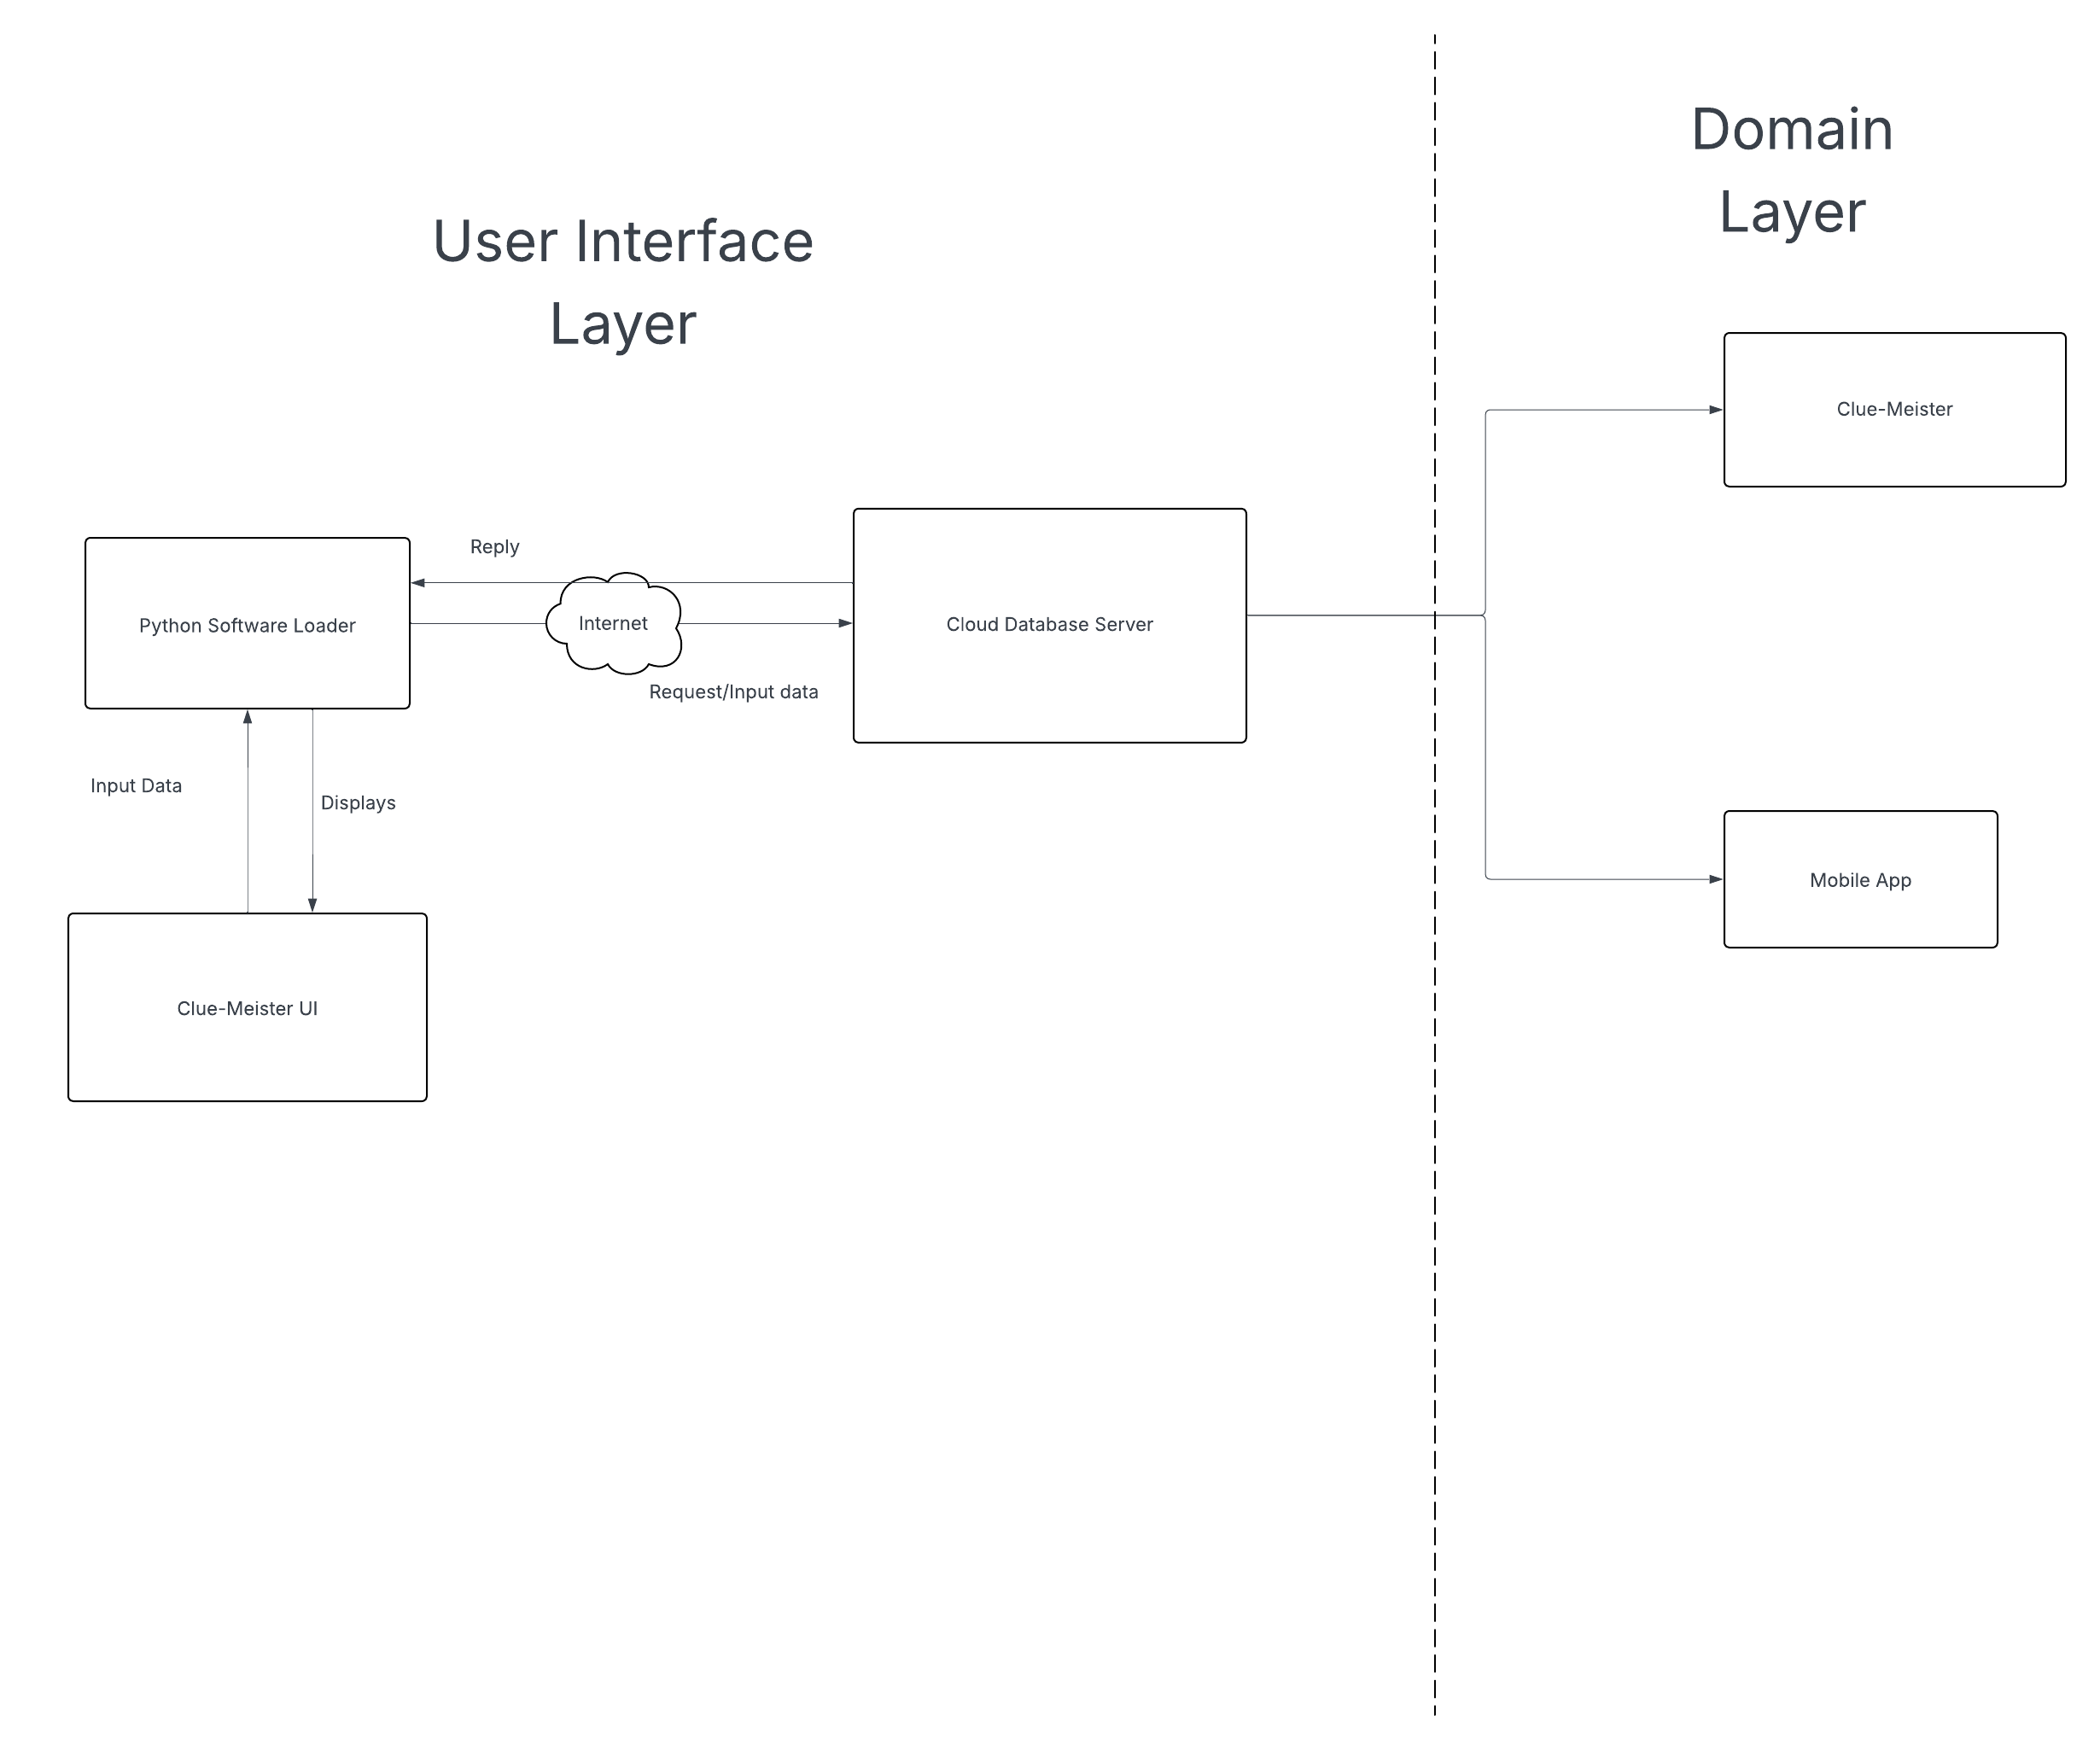 Domain
Layer
User Interface
Layer
Clue-Meister
Reply
Python Software Loader
Internet
Cloud Database Server
Request/Input data
Input Data
Displays
Mobile App
Clue-Meister UI